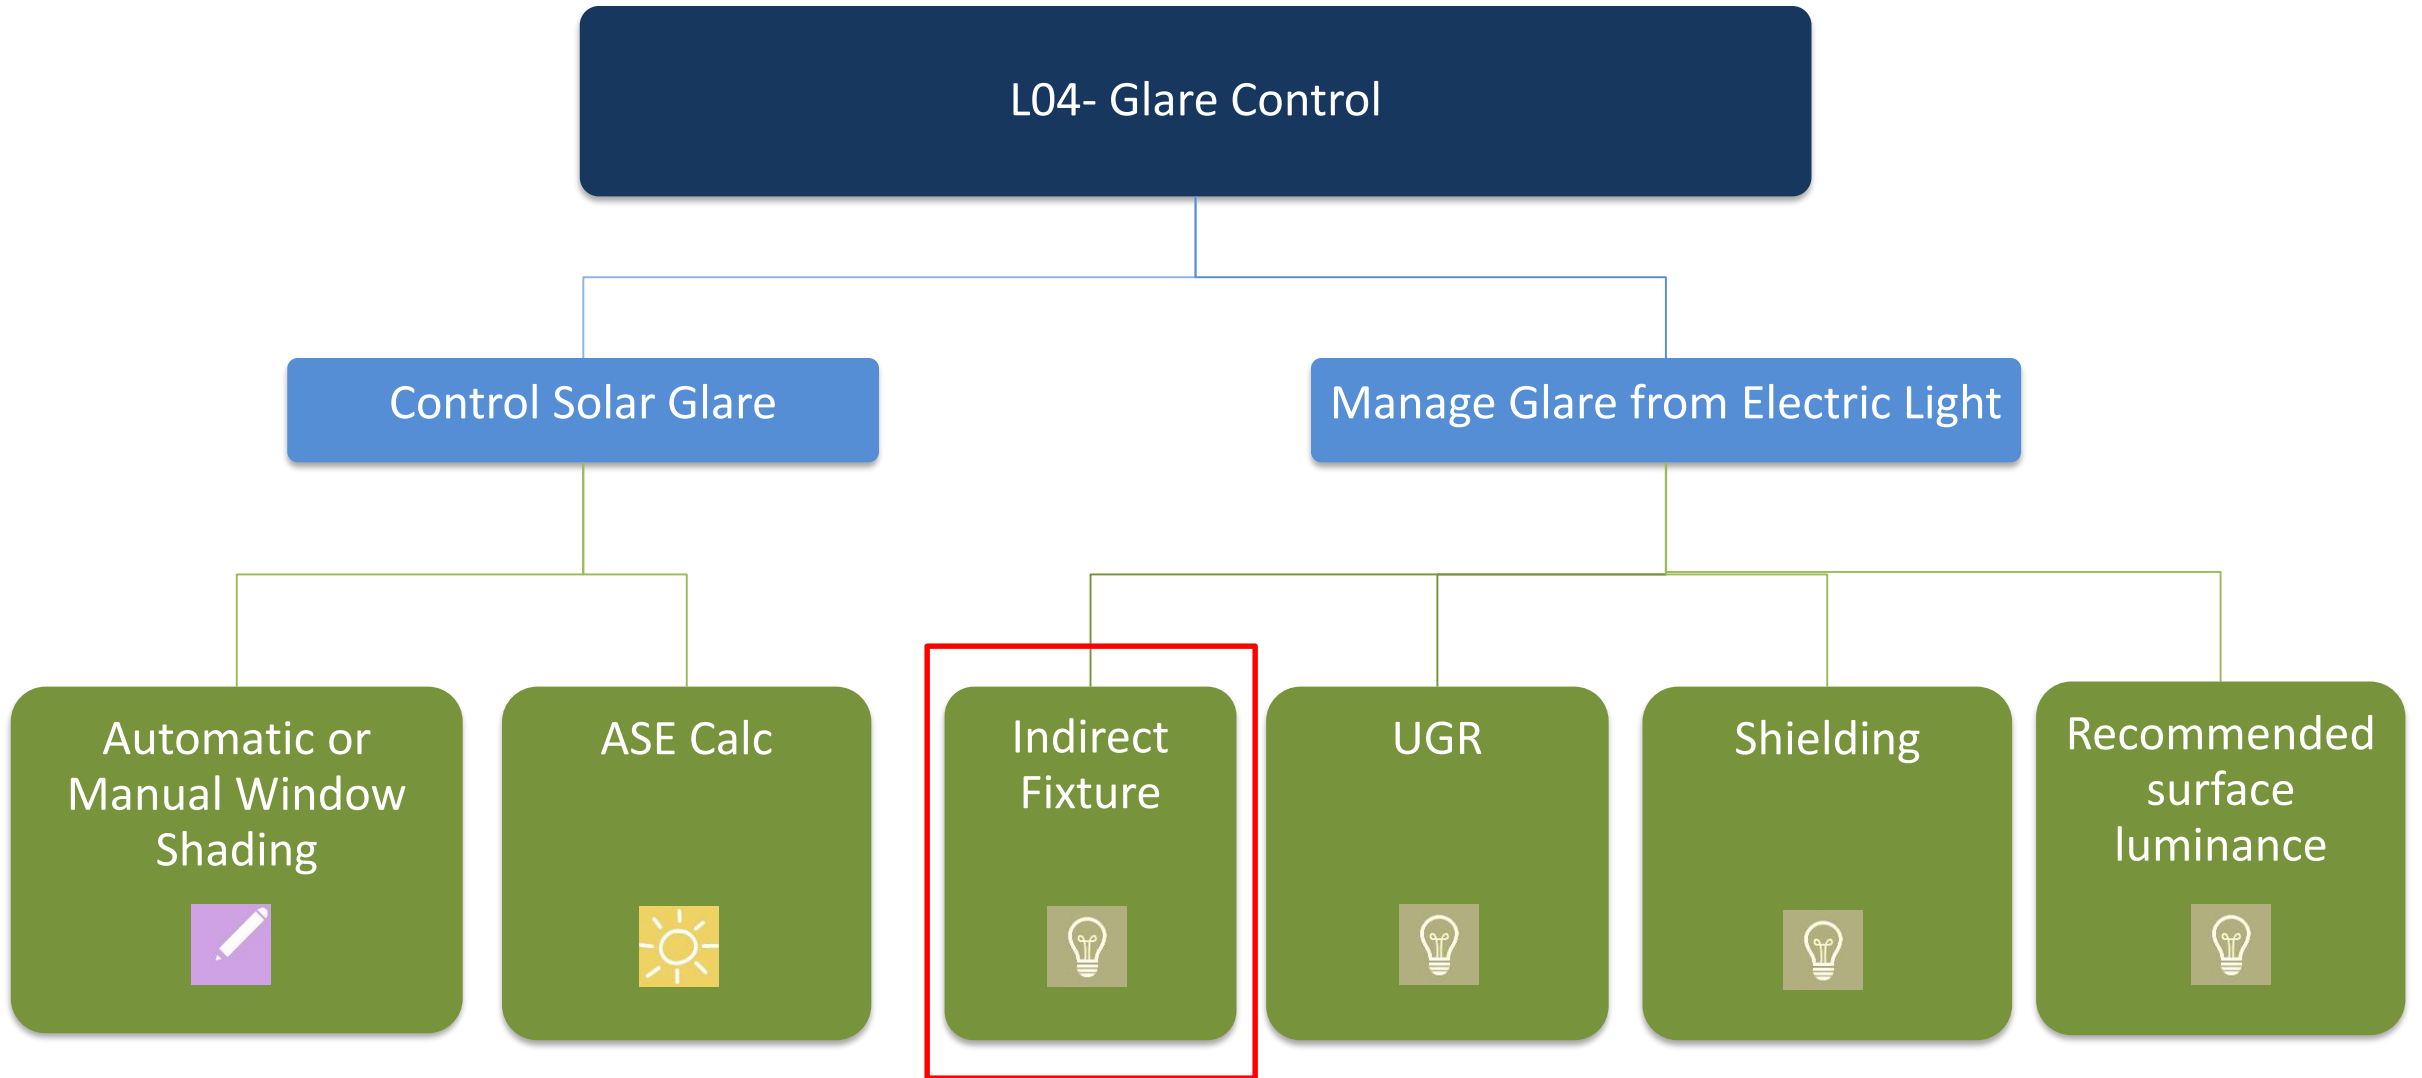 L04- Glare Control
Control Solar Glare
Manage Glare from Electric Light
Automatic or
Manual Window
Shading
ASE Calc
Indirect
Fixture
UGR
Shielding
Recommended
surface
luminance